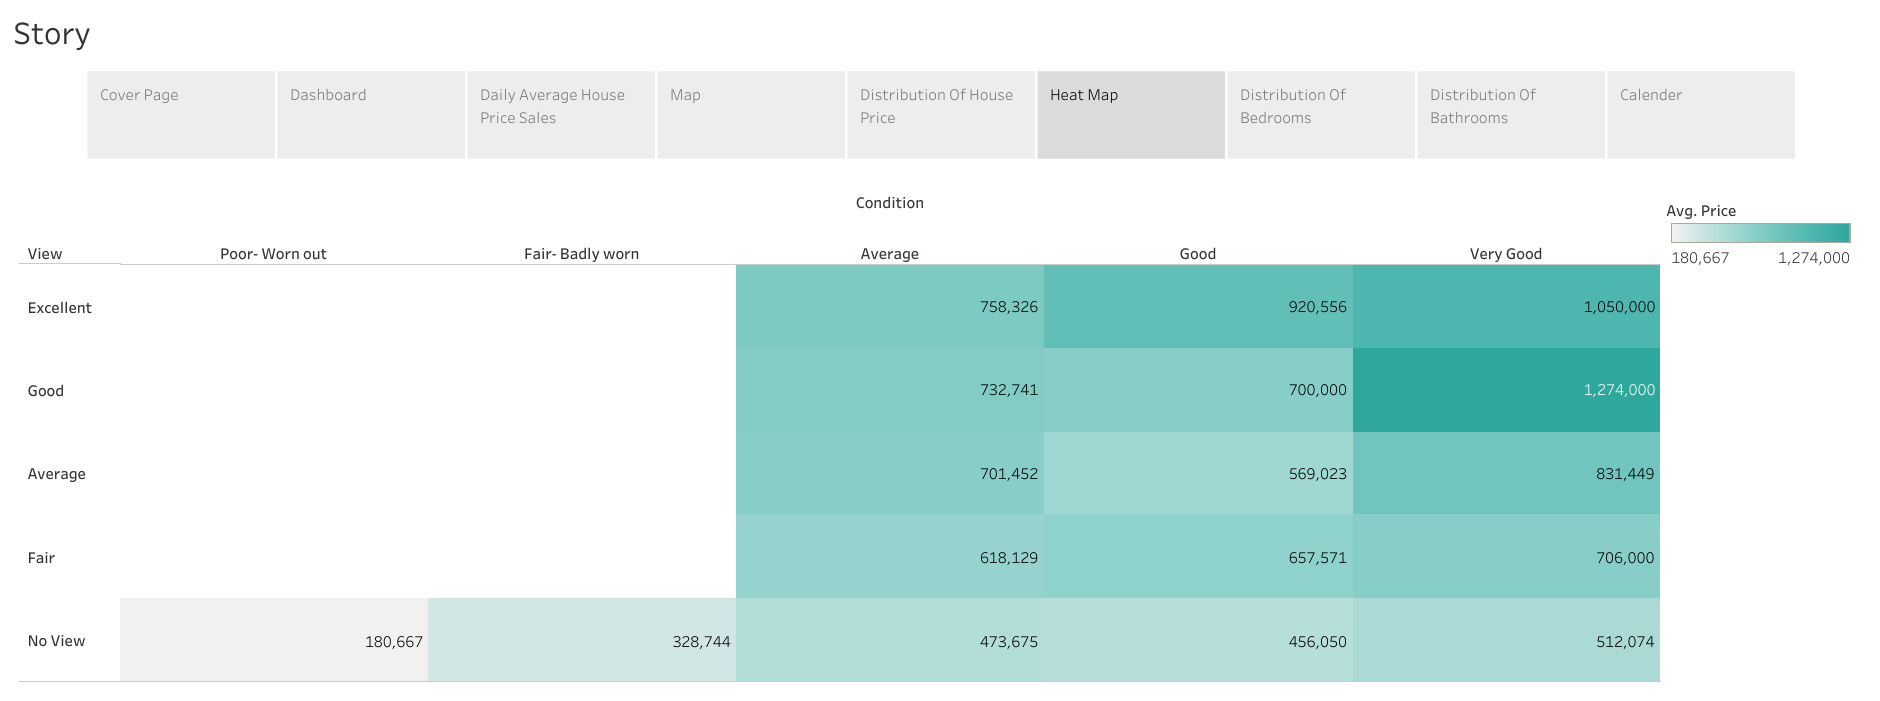 Story
Cover Page
Dashboard
Daily Average House
Price Sales
Map
Distribution Of House
Price
Heat Map
Distribution Of
Bedrooms
Distribution Of
Bathrooms
Calender
Condition
View Poor- Worn out Fair- Badly worn Average Good Very Good
Excellent 758,326 920,556 1,050,000
Good 732,741 700,000 1,274,000
Average 701,452 569,023 831,449
Fair 618,129 657,571 706,000
No View 180,667 328,744 473,675 456,050 512,074
Avg. Price
180,667 1,274,000